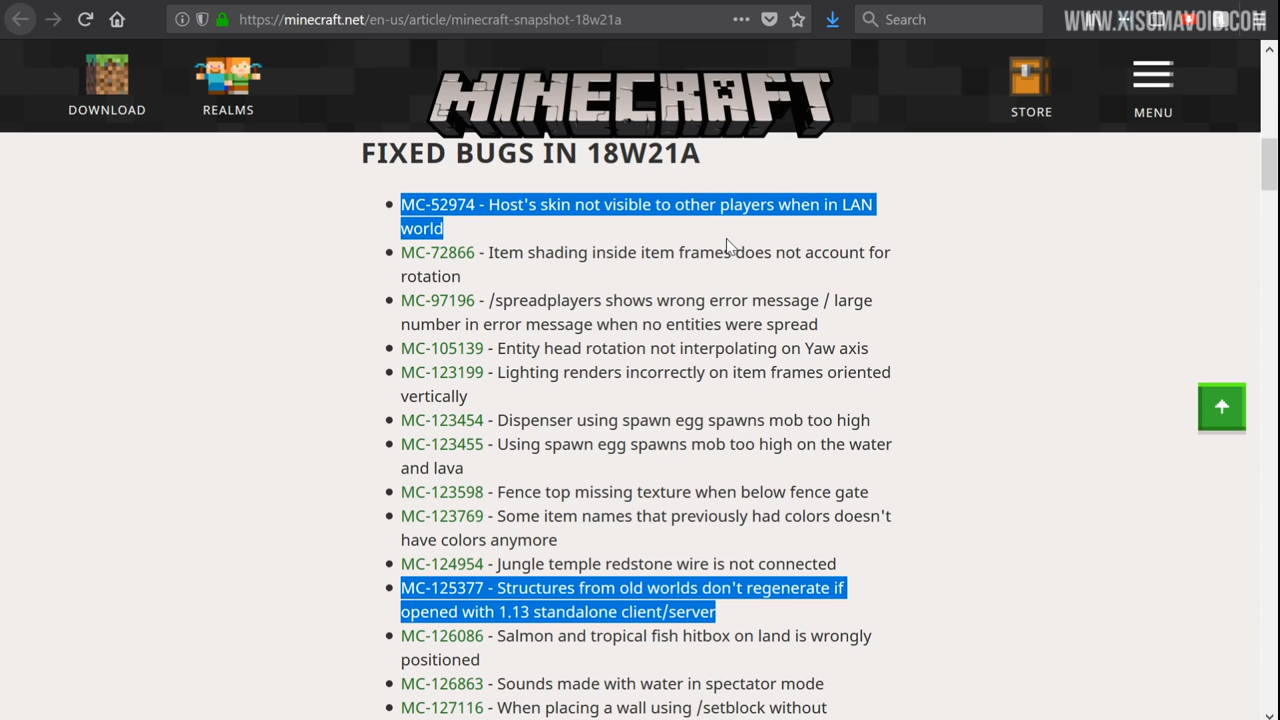 https://minecraft.net/en-us/article/minecraft-snapshot-18w21a
Search
WWW.XISUMAVOID.COM
DOWNLOAD
REALMS
MINECRAFT
STORE
MENU
FIXED BUGS IN 18W21A
MC-52974 - Host's skin not visible to other players when in LAN
world
MC-72866 - Item shading inside item frames does not account for
rotation
MC-97196 - /spreadplayers shows wrong error message / large
number in error message when no entities were spread
MC-105139 - Entity head rotation not interpolating on Yaw axis
MC-123199 - Lighting renders incorrectly on item frames oriented
vertically
MC-123454 - Dispenser using spawn egg spawns mob too high
MC-123455 - Using spawn egg spawns mob too high on the water
and lava
MC-123598 - Fence top missing texture when below fence gate
MC-123769 - Some item names that previously had colors doesn't
have colors anymore
MC-124954 - Jungle temple redstone wire is not connected
MC-125377 - Structures from old worlds don't regenerate if
opened with 1.13 standalone client/server
MC-126086 - Salmon and tropical fish hitbox on land is wrongly
positioned
MC-126863 - Sounds made with water in spectator mode
MC-127116 - When placing a wall using /setblock without